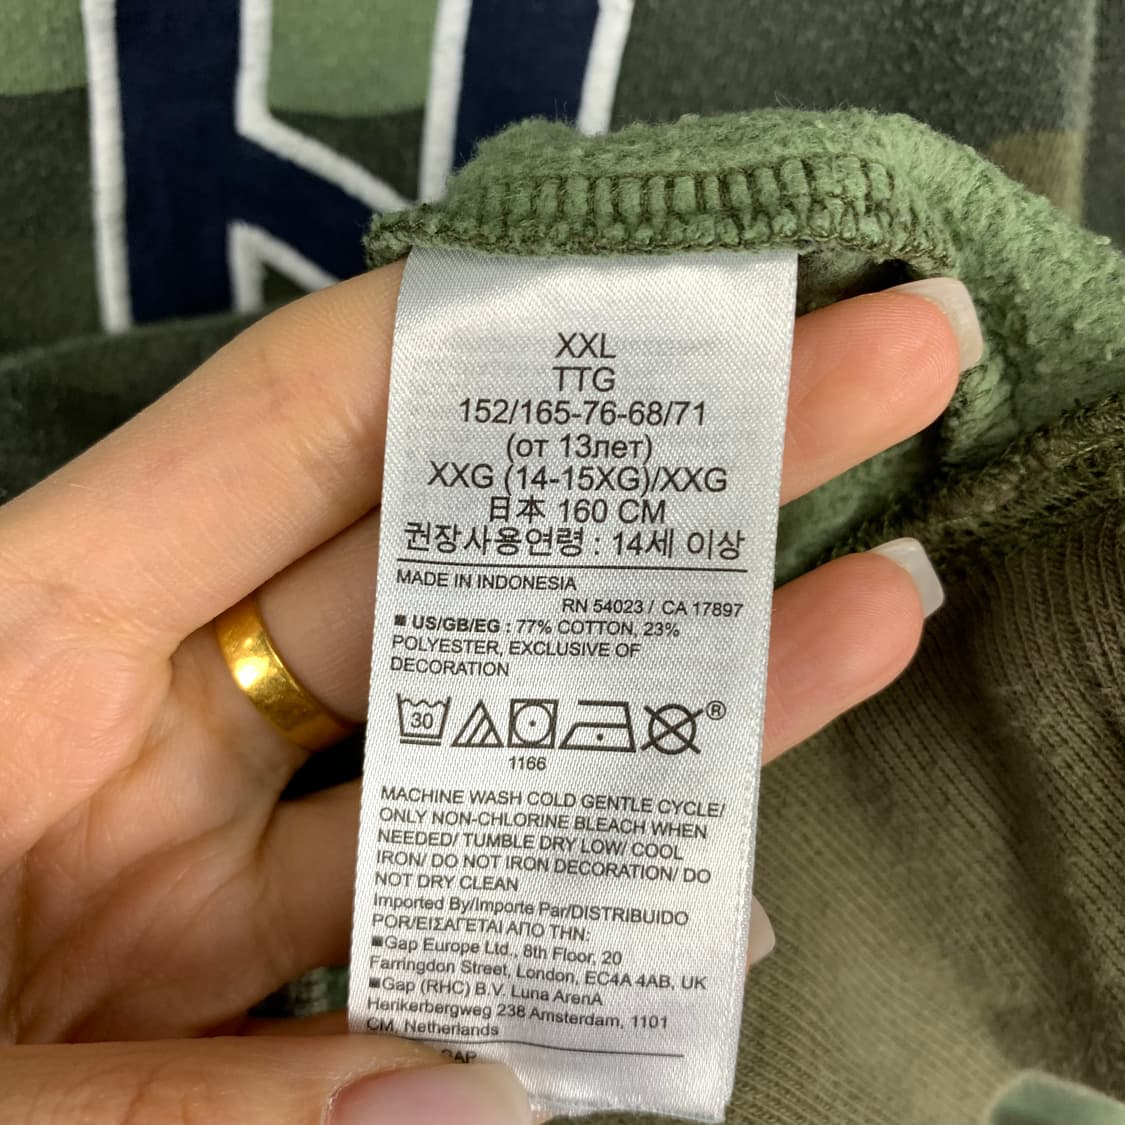 XXL
TTG
152/165-76-68/71
(от 13лет)
XXG (14-15XG)/XXG
日本 160 CM
권장사용연령 : 14세 이상
MADE IN INDONESIA
RN 54023 / CA 17897
■ US/GB/EG : 77% COTTON, 23%
POLYESTER, EXCLUSIVE OF
DECORATION
30
®
1166
MACHINE WASH COLD GENTLE CYCLE/
ONLY NON-CHLORINE BLEACH WHEN
NEEDED/ TUMBLE DRY LOW/ COOL
IRON/ DO NOT IRON DECORATION/ DO
NOT DRY CLEAN
Imported By/Importe Par/DISTRIBUIDO
POR/ΕΙΣΑΓΕΤΑΙ ΑΠΟ ΤΗΝ:
■Gap Europe Ltd., 8th Floor, 20
Farringdon Street, London, EC4A 4AB, UK
■Gap (RHC) B.V. Luna ArenA
Herikerbergweg 238 Amsterdam, 1101
CM, Netherlands
GAP